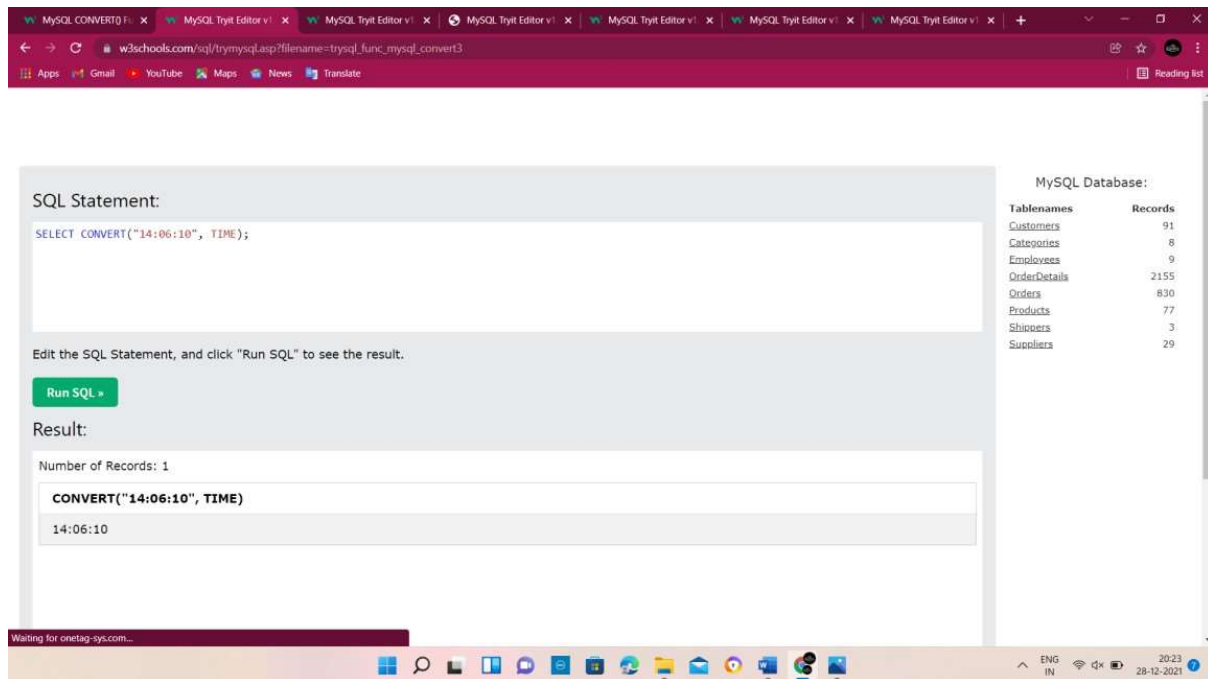 MySQL CONVERT() Fu
MySQL Tryit Editor v1
MySQL Tryit Editor v1
MySQL Tryit Editor v1
MySQL Tryit Editor v1
MySQL Tryit Editor v1
MySQL Tryit Editor v1
w3schools.com/sql/trymysql.asp?filename=trysql_func_mysql_convert3
Apps Gmail YouTube Maps News Translate Reading list
SQL Statement:
SELECT CONVERT("14:06:10", TIME);
Edit the SQL Statement, and click "Run SQL" to see the result.
Run SQL »
Result:
Number of Records: 1
CONVERT("14:06:10", TIME)
14:06:10
MySQL Database:
Tablenames Records
Customers 91
Categories 8
Employees 9
OrderDetails 2155
Orders 830
Products 77
Shippers 3
Suppliers 29
Waiting for onetag-sys.com...
ENG 20:23
IN 28-12-2021